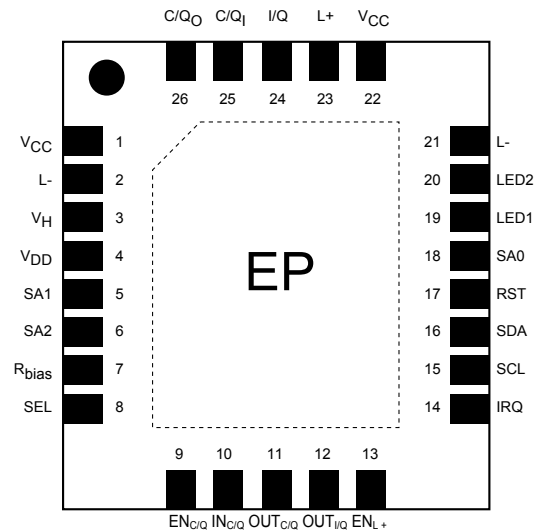 C/QO C/QI I/Q L+ VCC
26 25 24 23 22
VCC 1 21 L-
L- 2 20 LED2
VH 3 19 LED1
VDD 4 18 SA0
SA1 5 17 RST
SA2 6 16 SDA
Rbias 7 15 SCL
SEL 8 14 IRQ
EP
9 10 11 12 13
ENC/Q INC/Q OUTC/Q OUTI/Q ENL+